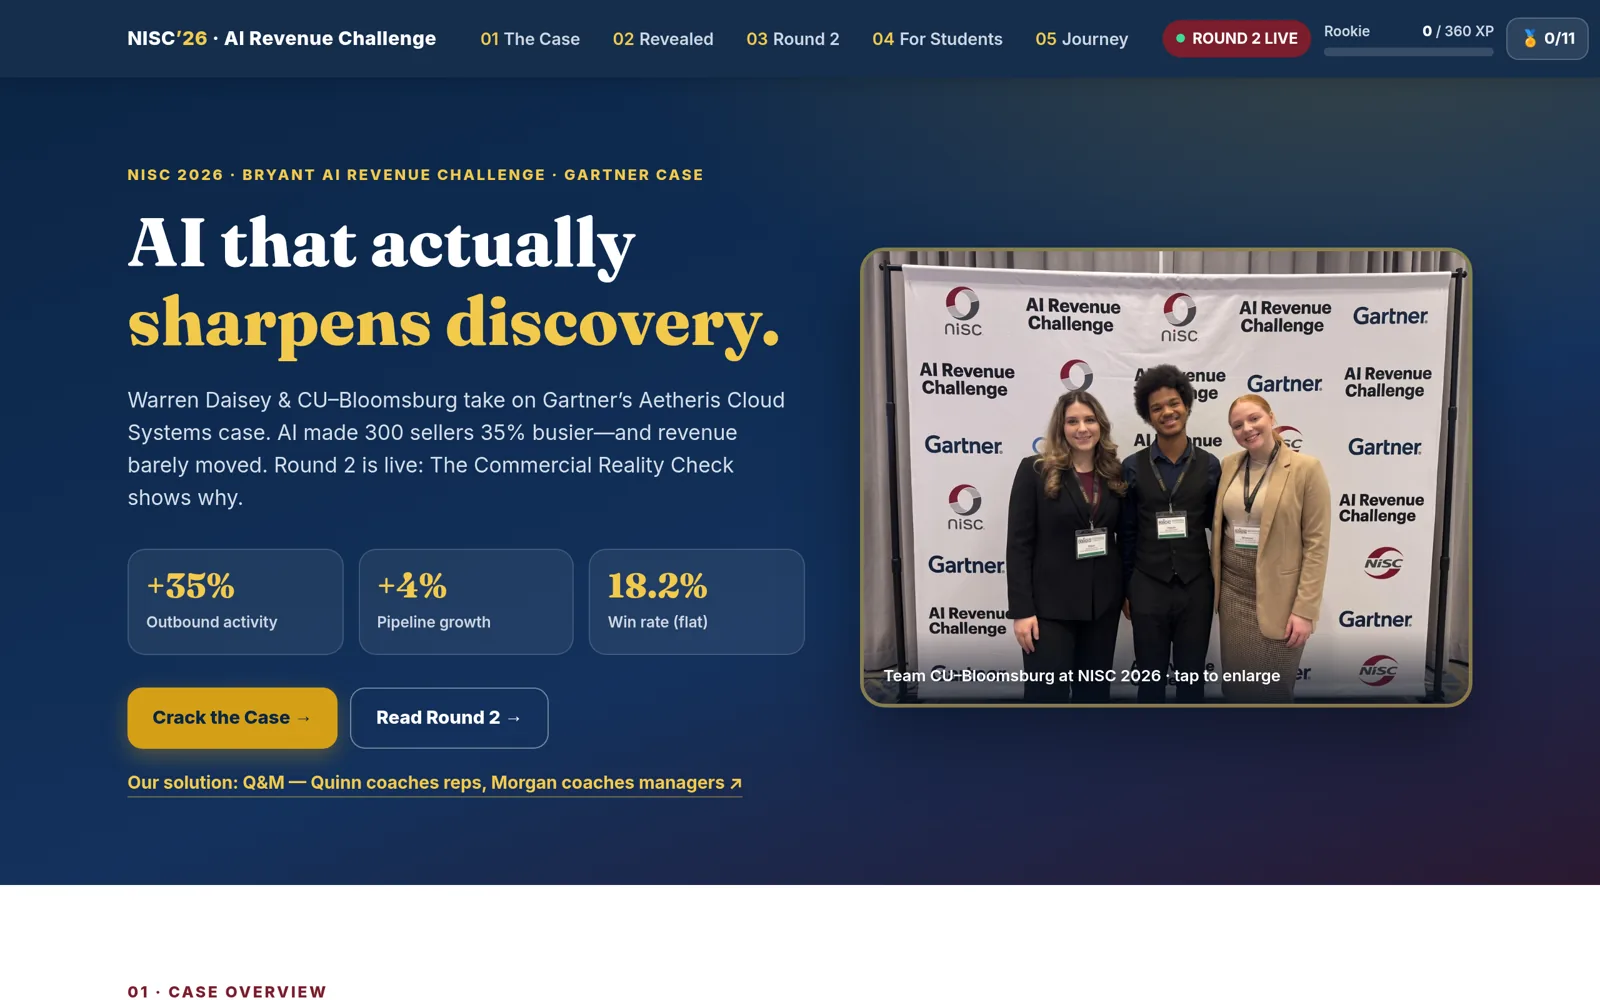 NISC’26 · AI Revenue Challenge
01 The Case
02 Revealed
03 Round 2
04 For Students
05 Journey
ROUND 2 LIVE
Rookie
0 / 360 XP
0/11
NISC 2026 · BRYANT AI REVENUE CHALLENGE · GARTNER CASE
AI that actually
sharpens discovery.
Warren Daisey & CU–Bloomsburg take on Gartner’s Aetheris Cloud
Systems case. AI made 300 sellers 35% busier—and revenue
barely moved. Round 2 is live: The Commercial Reality Check
shows why.
+35%
Outbound activity
+4%
Pipeline growth
18.2%
Win rate (flat)
Crack the Case →
Read Round 2 →
Our solution: Q&M — Quinn coaches reps, Morgan coaches managers ↗
nisc
AI Revenue
Challenge
nisc
AI Revenue
Challenge
Gartner.
AI Revenue
Challenge
Gartner.
AI Revenue
Challenge
Gartner.
Gartner.
nisc
AI Revenue
Challenge
Gartner.
NiSC
AI Revenue
Challenge
Gartner.
NiSC
Team CU–Bloomsburg at NISC 2026 · tap to enlarge
01 · CASE OVERVIEW